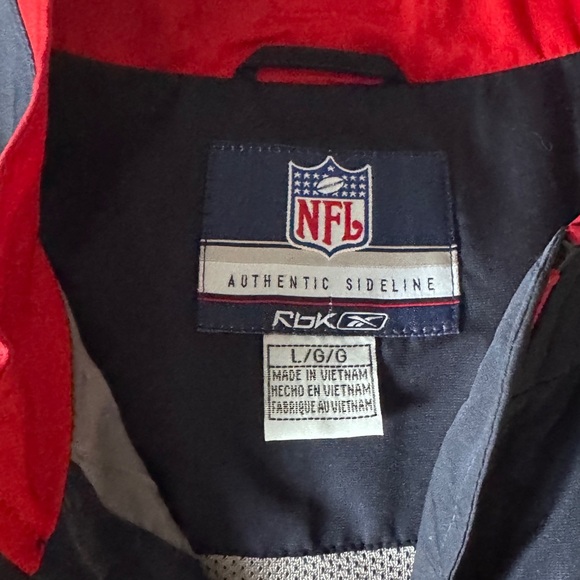 NFL
AUTHENTIC SIDELINE
RbK
L/G/G
MADE IN VIETNAM
HECHO EN VIETNAM
FABRIQUE AU VIETNAM